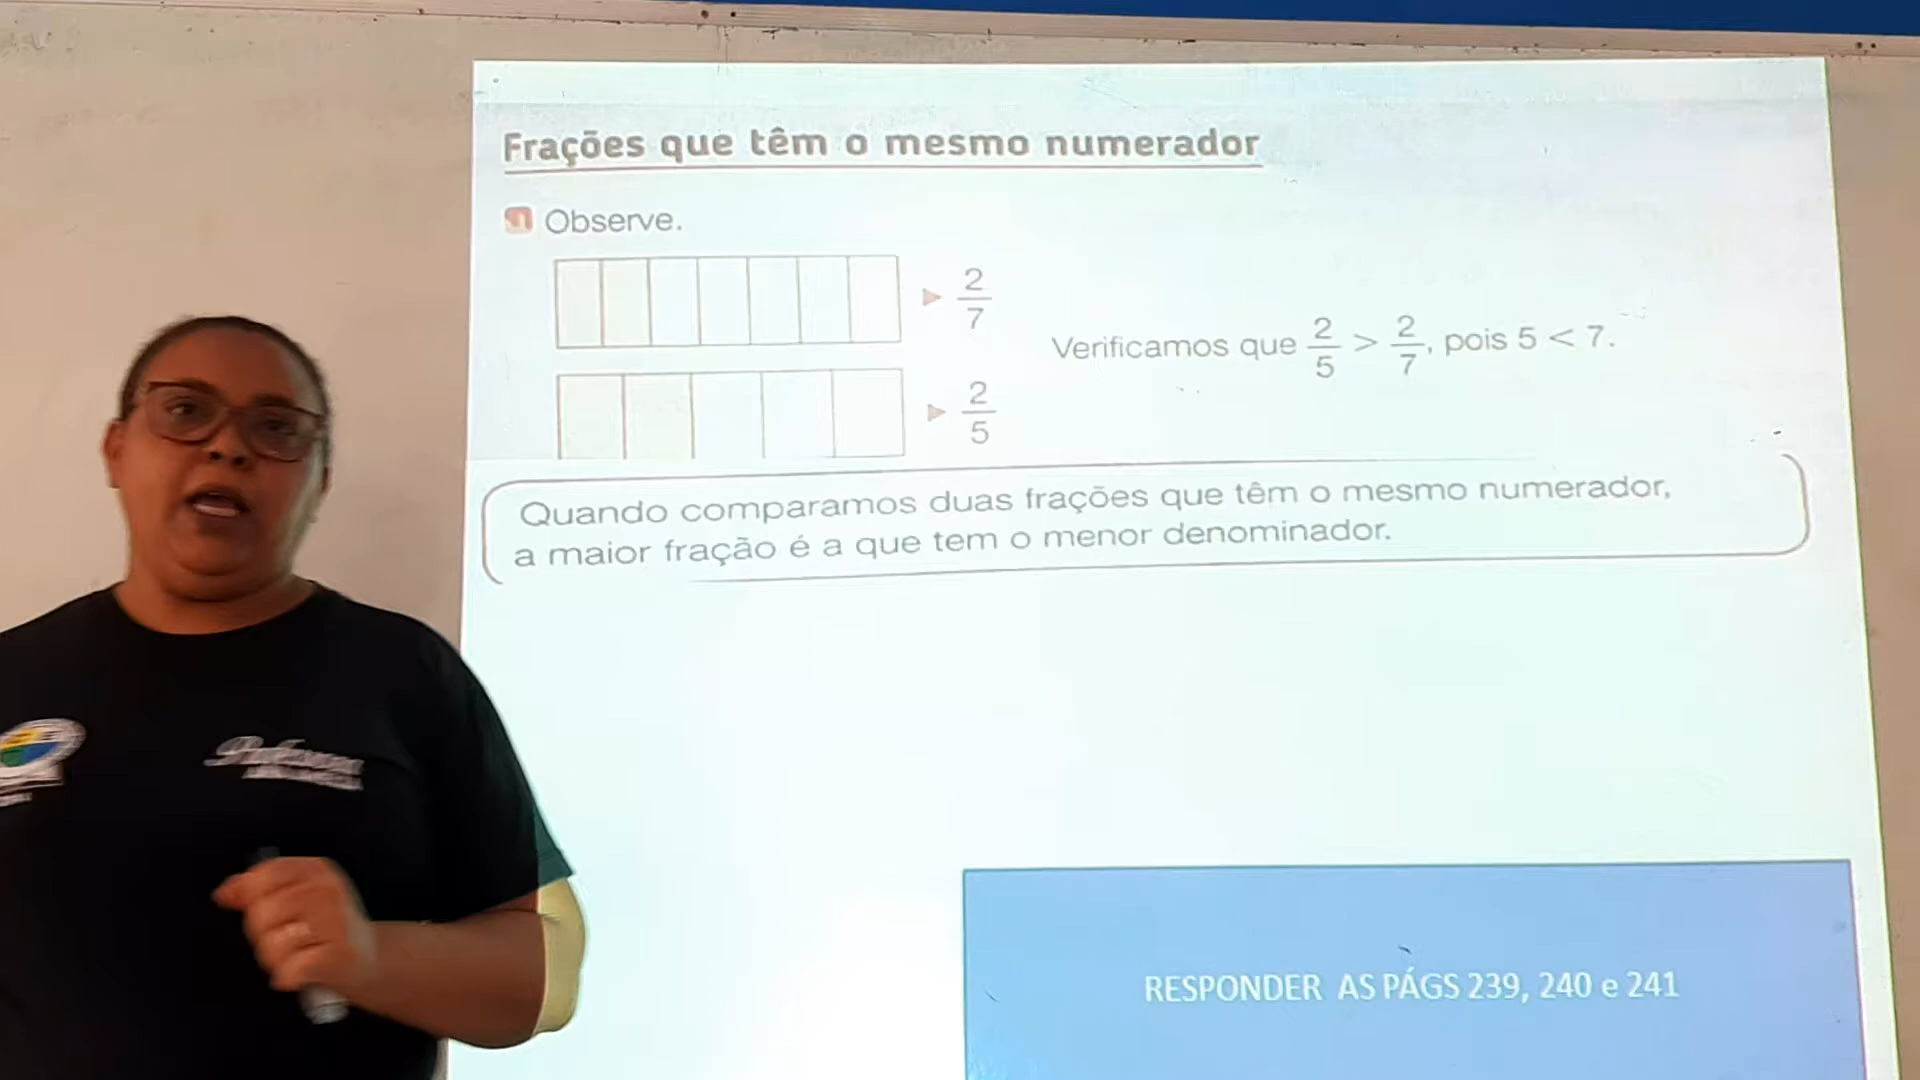 Frações que têm o mesmo numerador
1 Observe.
2/7
Verificamos que 2/5 > 2/7, pois 5 < 7.
2/5
Quando comparamos duas frações que têm o mesmo numerador,
a maior fração é a que tem o menor denominador.
RESPONDER AS PÁGS 239, 240 e 241